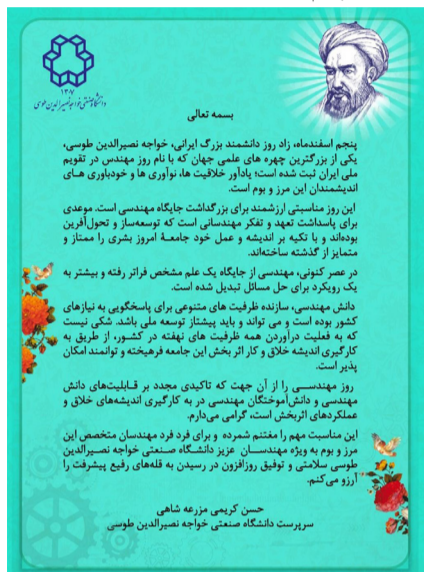 ۱۳۰۷
دانشگاه صنعتی خواجه نصیرالدین طوسی
بسمه تعالی
پنجم اسفندماه، زاد روز دانشمند بزرگ ایرانی، خواجه نصیرالدین طوسی،
یکی از بزرگترین چهره های علمی جهان که با نام روز مهندس در تقویم
ملی ایران ثبت شده است؛ یادآور خلاقیت ها، نوآوری ها و خودباوری هـای
اندیشمندان این مرز و بوم است.
این روز مناسبتی ارزشمند برای بزرگداشت جایگاه مهندسی است. موعدی
برای پاسداشت تعهد و تفکر مهندسانی است که توسعه‌ساز و تحول‌آفرین
بوده‌اند و با تکیه بر اندیشه و عمل خود جامعهٔ امروز بشری را ممتاز و
متمایز از گذشته ساخته‌اند.
در عصر کنونی، مهندسی از جایگاه یک علم مشخص فراتر رفته و بیشتر به
یک رویکرد برای حل مسائل تبدیل شده است.
دانش مهندسی، سازنده ظرفیت های متنوعی برای پاسخگویی به نیازهای
کشور بوده است و می تواند و باید پیشتاز توسعه ملی باشد. شکی نیست
که به فعلیت درآوردن همه ظرفیت های نهفته در کشـور، از طریق به
کارگیری اندیشه خلاق و کار اثر بخش این جامعه فرهیخته و توانمند امکان
پذیر است.
روز مهندســی را از آن جهت که تاکیدی مجدد بر قـابلیت‌های دانش
مهندسی و دانش‌آموختگان مهندسی در به کارگیری اندیشه‌های خلاق و
عملکردهای اثربخش است، گرامی می‌دارم.
این مناسبت مهم را مغتنم شمرده و برای فرد فرد مهندسان متخصص این
مرز و بوم به ویژه مهندســان عزیز دانشـگاه صـنعتی خواجه نصـیرالدین
طوسی سلامتی و توفیق روزافزون در رسیدن به قله‌های رفیع پیشرفت را
آرزو می‌کنم.
حسن کریمی مزرعه شاهی
سرپرست دانشگاه صنعتی خواجه نصیرالدین طوسی